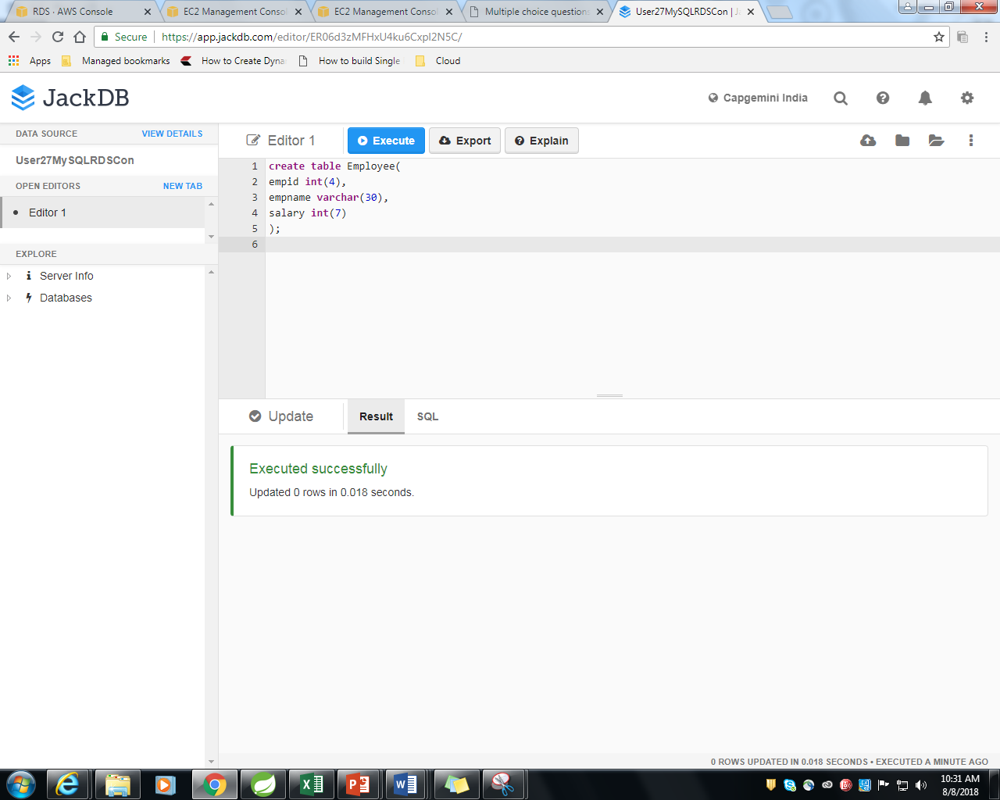 RDS · AWS Console
EC2 Management Conso
EC2 Management Conso
Multiple choice question
User27MySQLRDSCon | J
Secure
https://app.jackdb.com/editor/ER06d3zMFHxU4ku6Cxpl2N5C/
Apps
Managed bookmarks
How to Create Dyna
How to build Single
Cloud
JackDB
Capgemini India
DATA SOURCE
VIEW DETAILS
User27MySQLRDSCon
OPEN EDITORS
NEW TAB
Editor 1
EXPLORE
Server Info
Databases
Editor 1
Execute
Export
Explain
1 create table Employee(
2 empid int(4),
3 empname varchar(30),
4 salary int(7)
5 );
6
Update
Result
SQL
Executed successfully
Updated 0 rows in 0.018 seconds.
0 ROWS UPDATED IN 0.018 SECONDS • EXECUTED A MINUTE AGO
10:31 AM
8/8/2018